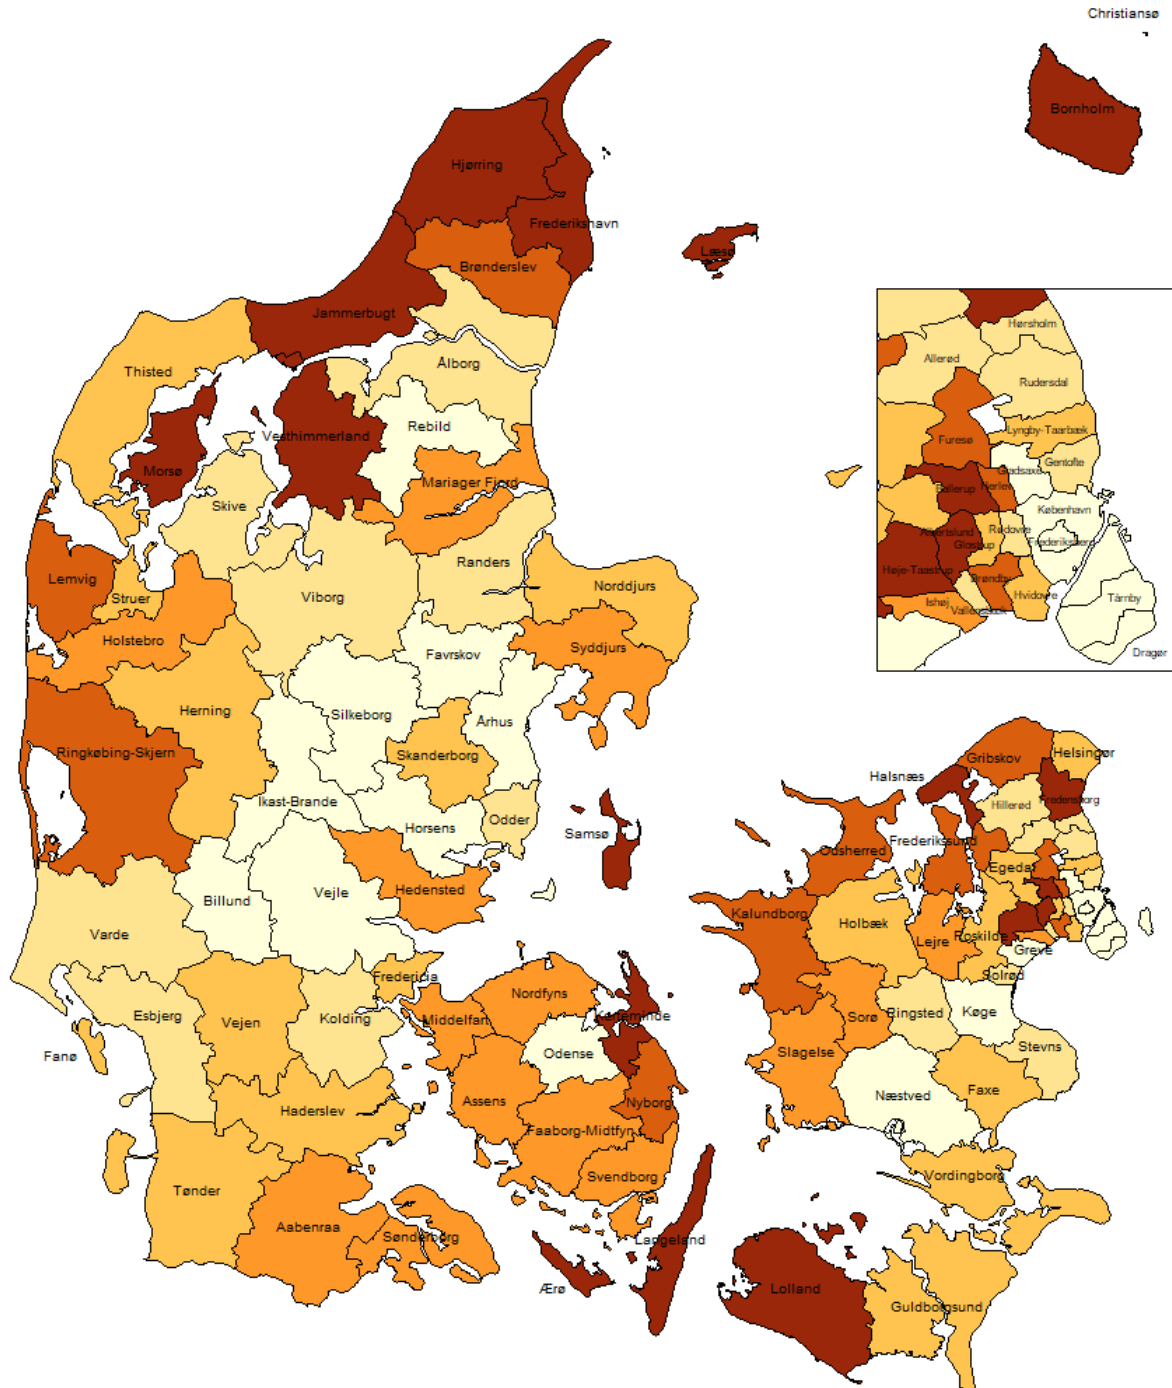 Christiansø
Bornholm
Hjørring
Frederikshavn
Læsø
Brønderslev
Jammerbugt
Thisted
Ålborg
Rebild
Vesthimmerland
Morsø
Mariager Fjord
Skive
Randers
Viborg
Norddjurs
Lemvig
Struer
Holstebro
Syddjurs
Favrskov
Herning
Silkeborg
Århus
Ringkøbing-Skjern
Skanderborg
Ikast-Brande
Horsens
Odder
Samsø
Hedensted
Billund
Vejle
Varde
Fredericia
Esbjerg
Vejen
Kolding
Fanø
Haderslev
Tønder
Aabenraa
Sønderborg
Nordfyns
Middelfart
Kerteminde
Odense
Assens
Nyborg
Faaborg-Midtfyn
Svendborg
Langeland
Ærø
Hørsholm
Allerød
Rudersdal
Furesø
Lyngby-Taarbæk
Gladsaxe
Gentofte
Ballerup
Herlev
København
Albertslund
Rødovre
Glostrup
Frederiksberg
Høje-Taastrup
Brøndby
Hvidovre
Ishøj
Vallensbæk
Tårnby
Dragør
Gribskov
Helsingør
Halsnæs
Hillerød
Fredensborg
Frederikssund
Odsherred
Egedal
Kalundborg
Holbæk
Lejre
Roskilde
Greve
Solrød
Sorø
Ringsted
Køge
Slagelse
Stevns
Næstved
Faxe
Vordingborg
Lolland
Guldborgsund